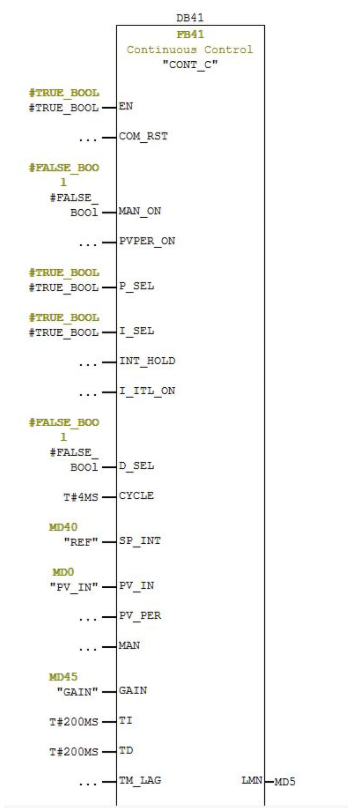 DB41
FB41
Continuous Control
"CONT_C"
#TRUE_BOOL
#TRUE_BOOL EN
... COM_RST
#FALSE_BOO
l
#FALSE_
BOOl MAN_ON
... PVPER_ON
#TRUE_BOOL
#TRUE_BOOL P_SEL
#TRUE_BOOL
#TRUE_BOOL I_SEL
... INT_HOLD
... I_ITL_ON
#FALSE_BOO
l
#FALSE_
BOOl D_SEL
T#4MS CYCLE
MD40
"REF" SP_INT
MD0
"PV_IN" PV_IN
... PV_PER
... MAN
MD45
"GAIN" GAIN
T#200MS TI
T#200MS TD
... TM_LAG LMN MD5